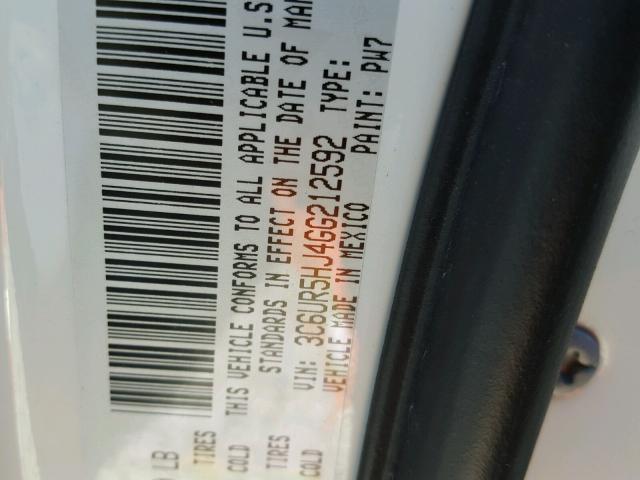 LB
TIRES
COLD THIS VEHICLE CONFORMS TO ALL APPLICABLE U.S
TIRES STANDARDS IN EFFECT ON THE DATE OF MAN
COLD VIN: 3C6UR5HJ4GG212592 TYPE:
VEHICLE MADE IN MEXICO PAINT: PW7